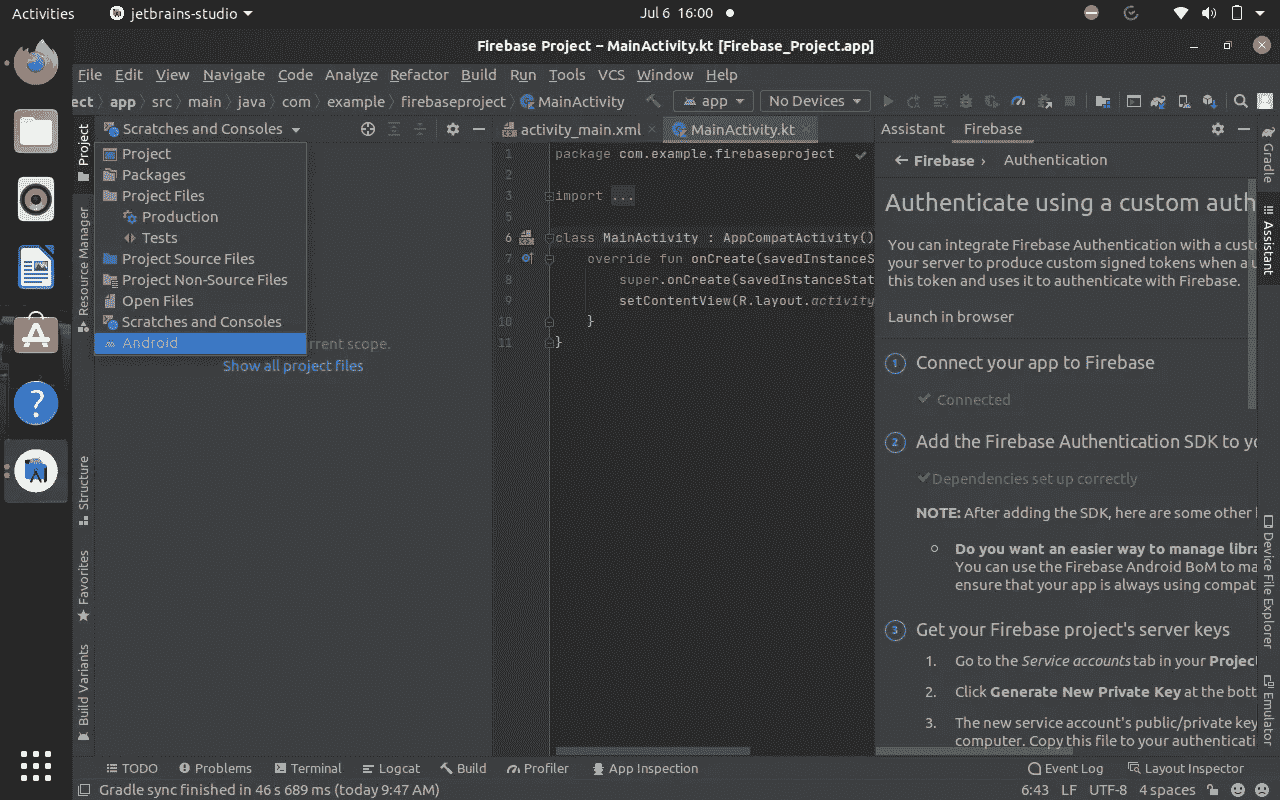 Activities jetbrains-studio Jul 6 16:00
Firebase Project – MainActivity.kt [Firebase_Project.app]
File Edit View Navigate Code Analyze Refactor Build Run Tools VCS Window Help
ect › app › src › main › java › com › example › firebaseproject › MainActivity app No Devices
Project
Scratches and Consoles
activity_main.xml
MainActivity.kt
Assistant Firebase
Project
Packages
Project Files
Production
Tests
Project Source Files
Project Non-Source Files
Open Files
Scratches and Consoles
Android
rrent scope.
Show all project files
Resource Manager
Structure
Favorites
Build Variants
1 package com.example.firebaseproject
2
3 import ...
5
6 class MainActivity : AppCompatActivity()
7 override fun onCreate(savedInstanceS
8 super.onCreate(savedInstanceStat
9 setContentView(R.layout.activity
10 }
11 }
← Firebase › Authentication
Authenticate using a custom auth
You can integrate Firebase Authentication with a custo
your server to produce custom signed tokens when a u
this token and uses it to authenticate with Firebase.
Launch in browser
1 Connect your app to Firebase
Connected
2 Add the Firebase Authentication SDK to yo
Dependencies set up correctly
NOTE: After adding the SDK, here are some other
Do you want an easier way to manage libra
You can use the Firebase Android BoM to ma
ensure that your app is always using compat
3 Get your Firebase project's server keys
1. Go to the Service accounts tab in your Project
2. Click Generate New Private Key at the bott
3. The new service account's public/private key
computer. Copy this file to your authenticati
Gradle
Assistant
Device File Explorer
Emulator
TODO Problems Terminal Logcat Build Profiler App Inspection Event Log Layout Inspector
Gradle sync finished in 46 s 689 ms (today 9:47 AM) 6:43 LF UTF-8 4 spaces